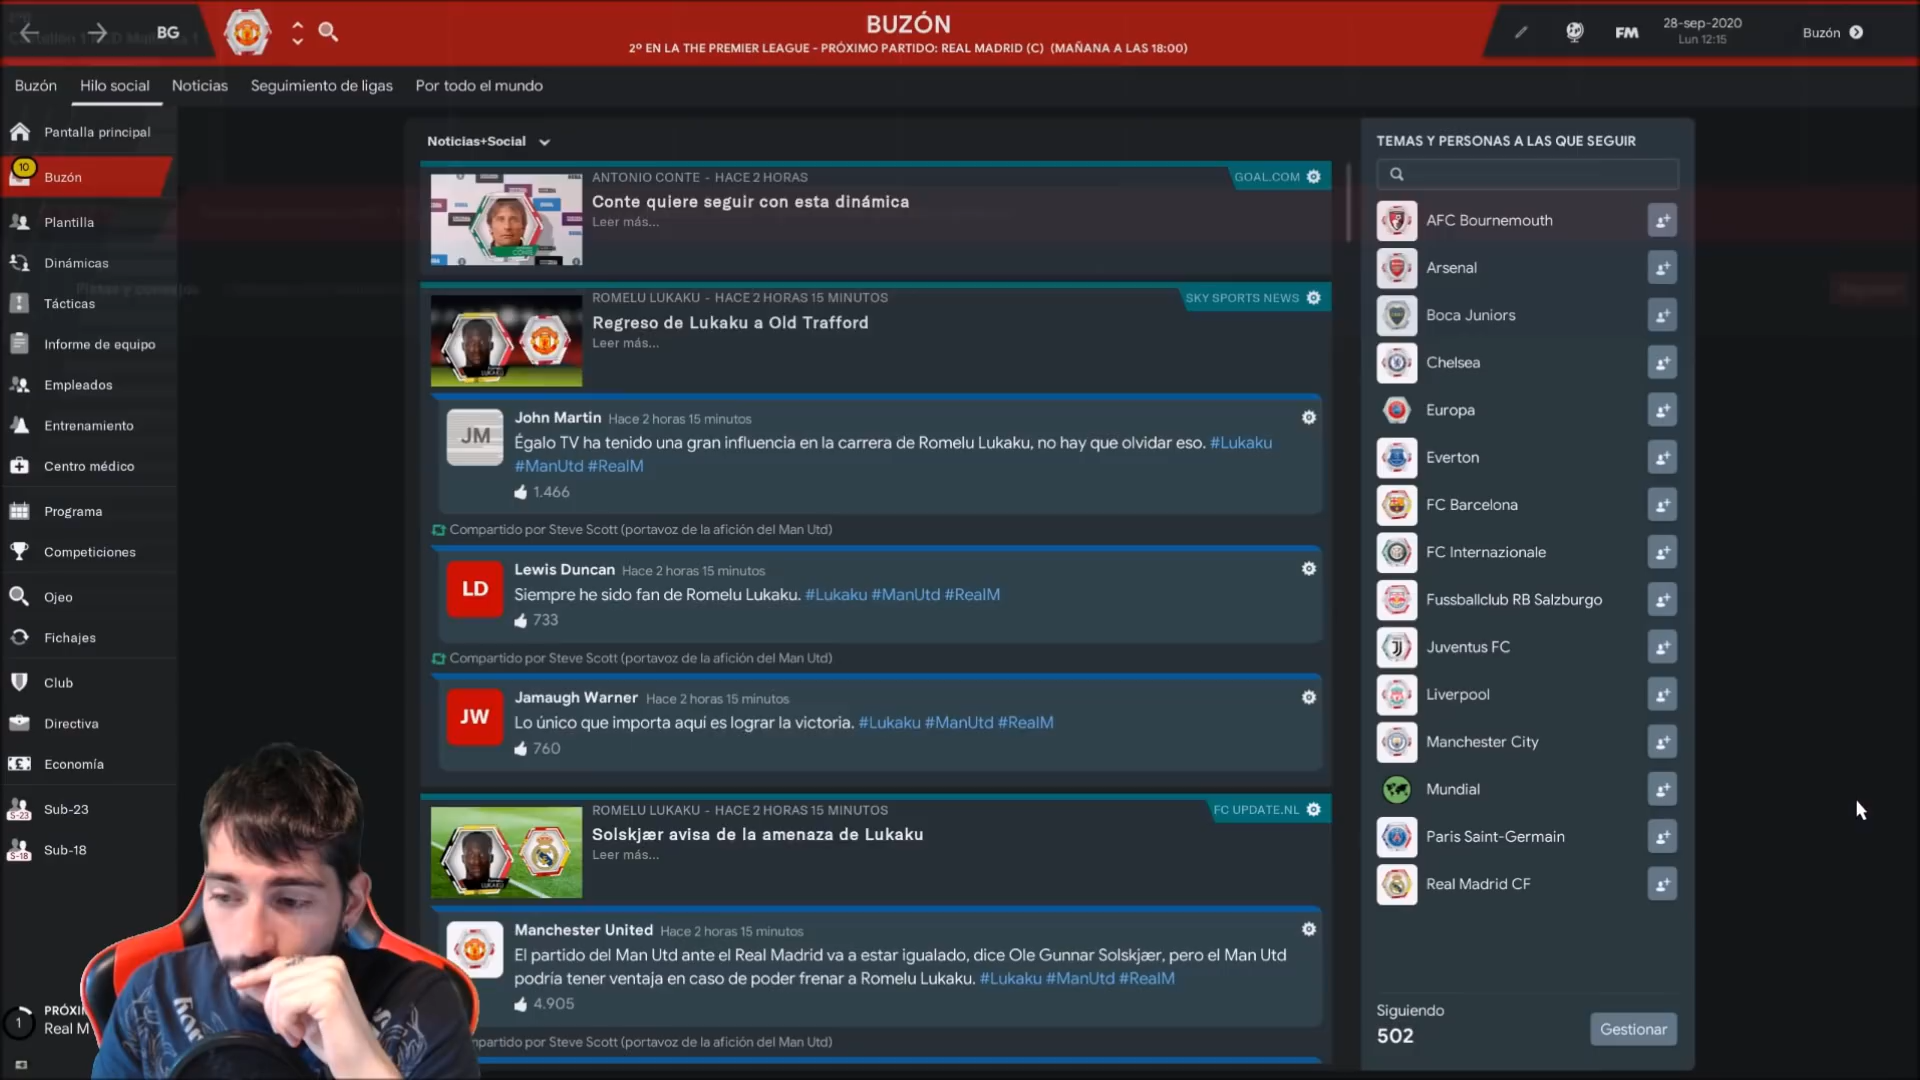 BG
BUZÓN
2º EN LA THE PREMIER LEAGUE - PRÓXIMO PARTIDO: REAL MADRID (C) (MAÑANA A LAS 18:00)
FM
28-sep-2020
Lun 12:15
Buzón
Buzón
Hilo social
Noticias
Seguimiento de ligas
Por todo el mundo
Pantalla principal
10
Buzón
Plantilla
Dinámicas
Tácticas
Informe de equipo
Empleados
Entrenamiento
Centro médico
Programa
Competiciones
Ojeo
Fichajes
Club
Directiva
Economía
S-23
Sub-23
S-18
Sub-18
1
PRÓXI
Real M
Noticias+Social
ANTONIO CONTE - HACE 2 HORAS
GOAL.COM
Conte quiere seguir con esta dinámica
Leer más...
ROMELU LUKAKU - HACE 2 HORAS 15 MINUTOS
SKY SPORTS NEWS
Regreso de Lukaku a Old Trafford
Leer más...
JM
John Martin Hace 2 horas 15 minutos
Égalo TV ha tenido una gran influencia en la carrera de Romelu Lukaku, no hay que olvidar eso. #Lukaku
#ManUtd #RealM
1.466
Compartido por Steve Scott (portavoz de la afición del Man Utd)
LD
Lewis Duncan Hace 2 horas 15 minutos
Siempre he sido fan de Romelu Lukaku. #Lukaku #ManUtd #RealM
733
Compartido por Steve Scott (portavoz de la afición del Man Utd)
JW
Jamaugh Warner Hace 2 horas 15 minutos
Lo único que importa aquí es lograr la victoria. #Lukaku #ManUtd #RealM
760
ROMELU LUKAKU - HACE 2 HORAS 15 MINUTOS
FC UPDATE.NL
Solskjær avisa de la amenaza de Lukaku
Leer más...
Manchester United Hace 2 horas 15 minutos
El partido del Man Utd ante el Real Madrid va a estar igualado, dice Ole Gunnar Solskjær, pero el Man Utd
podría tener ventaja en caso de poder frenar a Romelu Lukaku. #Lukaku #ManUtd #RealM
4.905
mpartido por Steve Scott (portavoz de la afición del Man Utd)
TEMAS Y PERSONAS A LAS QUE SEGUIR
AFC Bournemouth
Arsenal
Boca Juniors
Chelsea
Europa
Everton
FC Barcelona
FC Internazionale
Fussballclub RB Salzburgo
Juventus FC
Liverpool
Manchester City
Mundial
Paris Saint-Germain
Real Madrid CF
Siguiendo
502
Gestionar